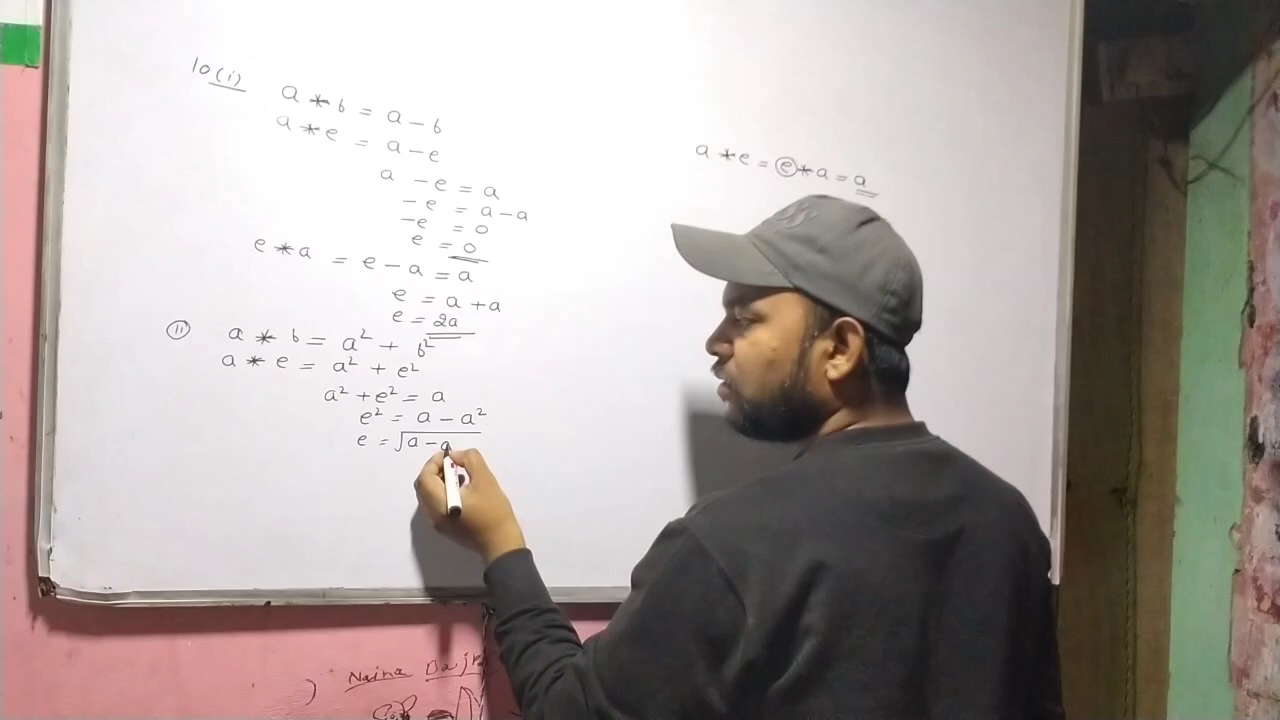 10(i)
a * b = a - b
a * e = a - e
a - e = a
-e = a - a
-e = 0
e = 0
e * a = e - a = a
e = a + a
e = 2a
(ii) a * b = a² + b²
a * e = a² + e²
a² + e² = a
e² = a - a²
e = √a - a
a * e = e * a = a
Naina